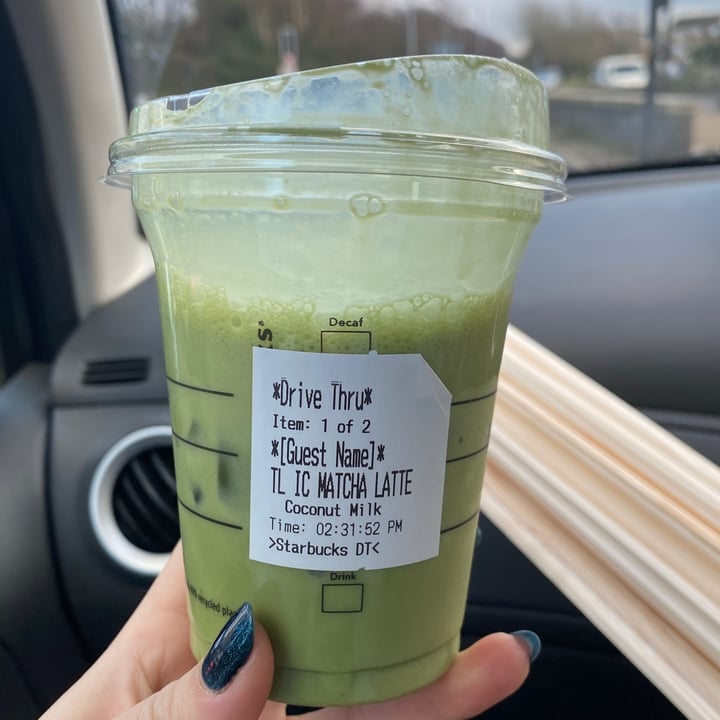 Decaf
*Drive Thru*
Item: 1 of 2
*[Guest Name]*
TL IC MATCHA LATTE
Coconut Milk
Time: 02:31:52 PM
>Starbucks DT<
Drink
recycled